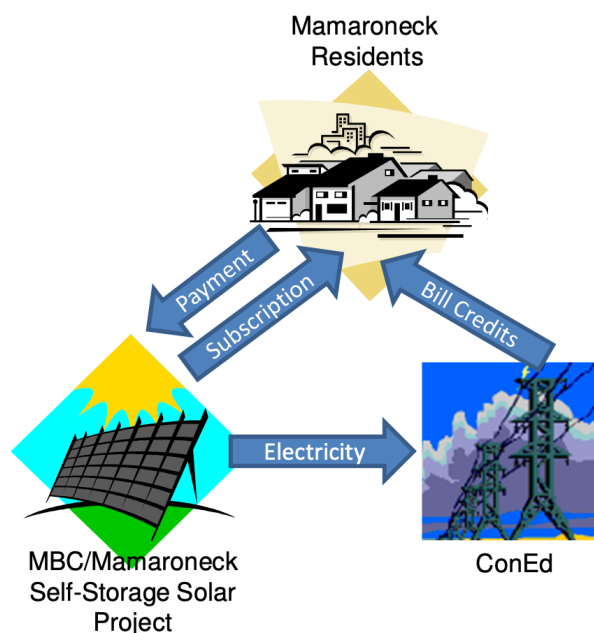 Mamaroneck
Residents
Payment
Subscription
Bill Credits
Electricity
MBC/Mamaroneck
Self-Storage Solar
Project
ConEd